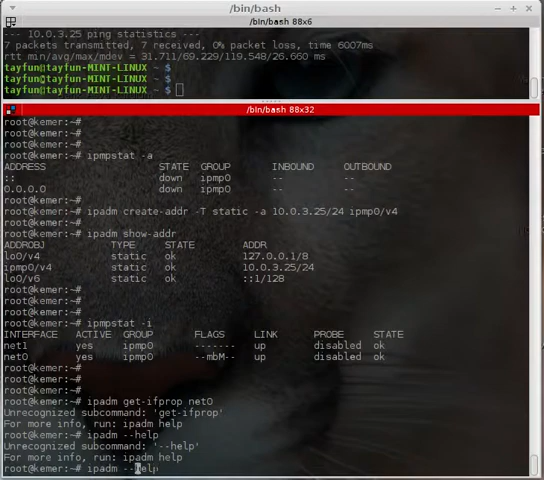 /bin/bash
/bin/bash 88x6
--- 10.0.3.25 ping statistics ---
7 packets transmitted, 7 received, 0% packet loss, time 6007ms
rtt min/avg/max/mdev = 31.711/69.229/119.548/26.660 ms
tayfun@tayfun-MINT-LINUX ~ $
tayfun@tayfun-MINT-LINUX ~ $
tayfun@tayfun-MINT-LINUX ~ $
/bin/bash 88x32
root@kemer:~#
root@kemer:~#
root@kemer:~#
root@kemer:~# ipmpstat -a
ADDRESS STATE GROUP INBOUND OUTBOUND
:: down ipmp0 -- --
0.0.0.0 down ipmp0 -- --
root@kemer:~#
root@kemer:~# ipadm create-addr -T static -a 10.0.3.25/24 ipmp0/v4
root@kemer:~#
root@kemer:~# ipadm show-addr
ADDROBJ TYPE STATE ADDR
lo0/v4 static ok 127.0.0.1/8
ipmp0/v4 static ok 10.0.3.25/24
lo0/v6 static ok ::1/128
root@kemer:~#
root@kemer:~#
root@kemer:~#
root@kemer:~# ipmpstat -i
INTERFACE ACTIVE GROUP FLAGS LINK PROBE STATE
net1 yes ipmp0 ------- up disabled ok
net0 yes ipmp0 --mbM-- up disabled ok
root@kemer:~#
root@kemer:~#
root@kemer:~#
root@kemer:~# ipadm get-ifprop net0
Unrecognized subcommand: 'get-ifprop'
For more info, run: ipadm help
root@kemer:~# ipadm --help
Unrecognized subcommand: '--help'
For more info, run: ipadm help
root@kemer:~# ipadm --help